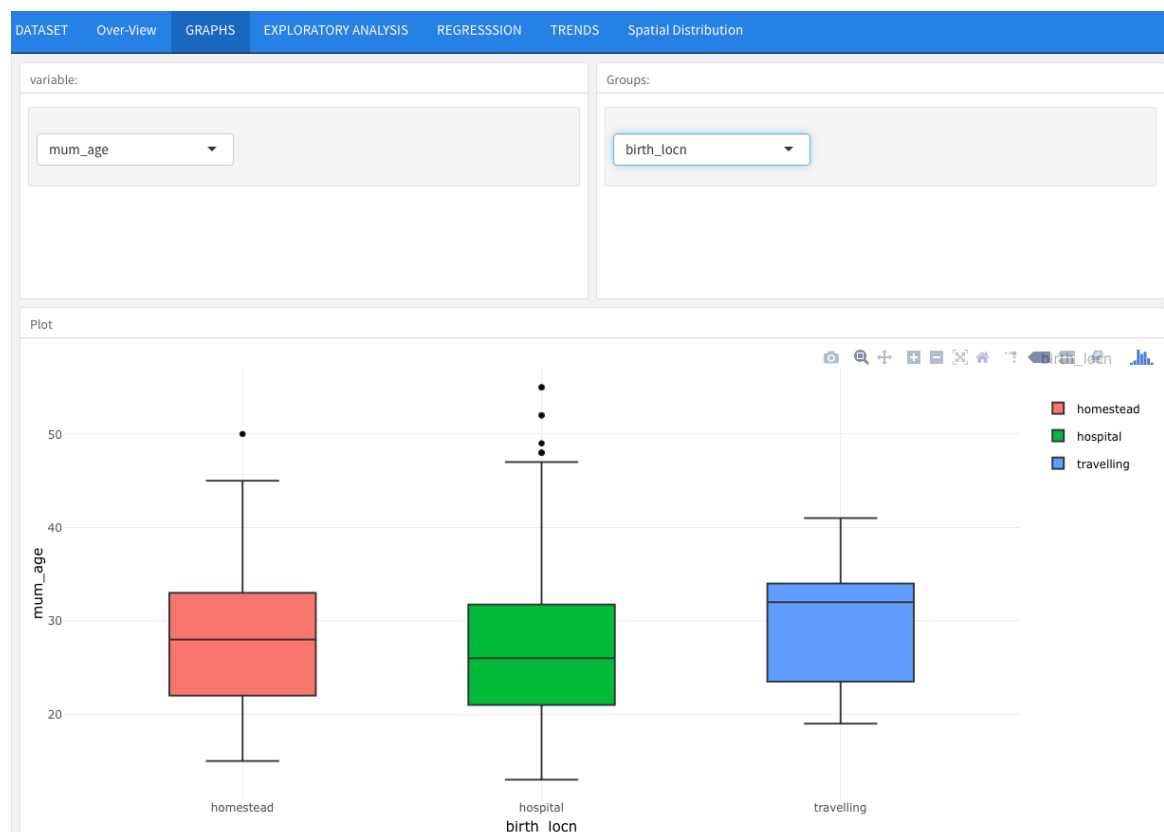 DATASET Over-View GRAPHS EXPLORATORY ANALYSIS REGRESSSION TRENDS Spatial Distribution
variable:
Groups:
mum_age
birth_locn
Plot
birth_locn
homestead
hospital
travelling
50
40
30
20
mum_age
homestead hospital travelling
birth_locn